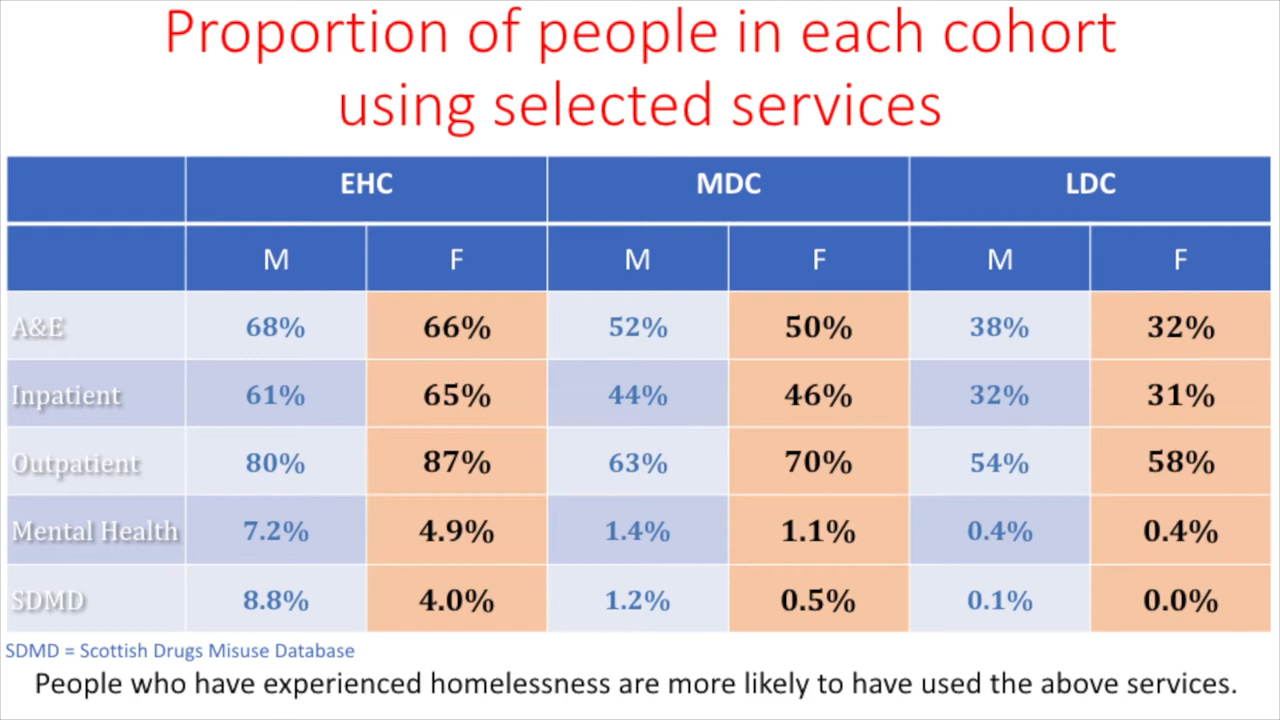 Proportion of people in each cohort
using selected services
EHC MDC LDC
M F M F M F
A&E 68% 66% 52% 50% 38% 32%
Inpatient 61% 65% 44% 46% 32% 31%
Outpatient 80% 87% 63% 70% 54% 58%
Mental Health 7.2% 4.9% 1.4% 1.1% 0.4% 0.4%
SDMD 8.8% 4.0% 1.2% 0.5% 0.1% 0.0%
SDMD = Scottish Drugs Misuse Database
People who have experienced homelessness are more likely to have used the above services.